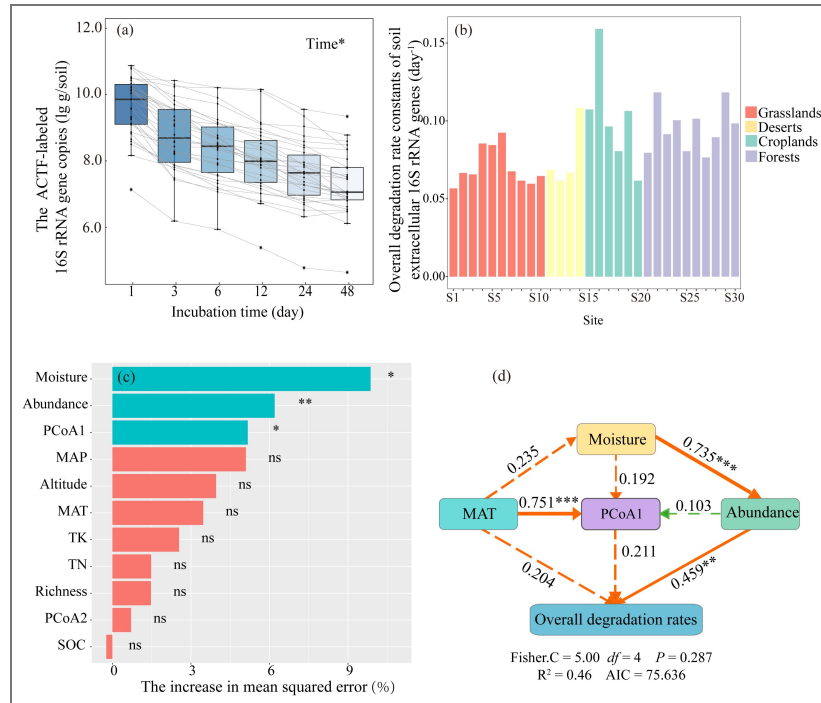 (a)
Time*
12.0
10.0
8.0
6.0
The ACTF-labeled
16S rRNA gene copies (lg g/soil)
1 3 6 12 24 48
Incubation time (day)
(b)
0.15
0.10
0.05
0.00
Overall degradation rate constants of soil
extracellular 16S rRNA genes (day⁻¹)
S1 S5 S10 S15 S20 S25 S30
Site
Grasslands
Deserts
Croplands
Forests
(c)
Moisture *
Abundance **
PCoA1 *
MAP ns
Altitude ns
MAT ns
TK ns
TN ns
Richness ns
PCoA2 ns
SOC ns
0 3 6 9
The increase in mean squared error (%)
(d)
Moisture
0.235
0.735***
0.192
MAT
0.751***
PCoA1
0.103
Abundance
0.204
0.211
0.459**
Overall degradation rates
Fisher.C = 5.00 df = 4 P = 0.287
R² = 0.46 AIC = 75.636